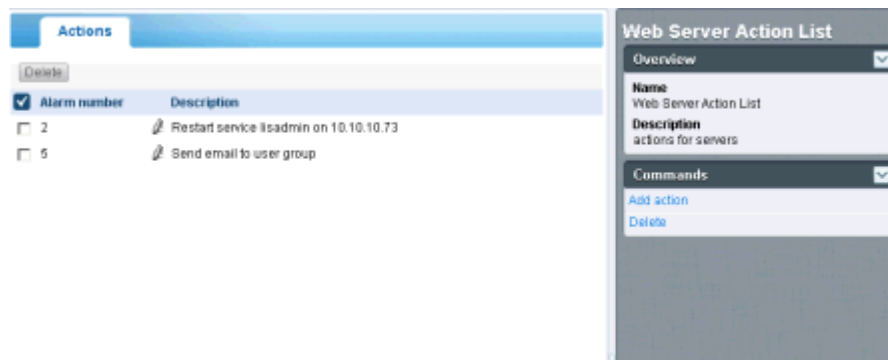 Actions
Delete
Alarm number Description
2 Restart service lisadmin on 10.10.10.73
5 Send email to user group
Web Server Action List
Overview
Name
Web Server Action List
Description
actions for servers
Commands
Add action
Delete